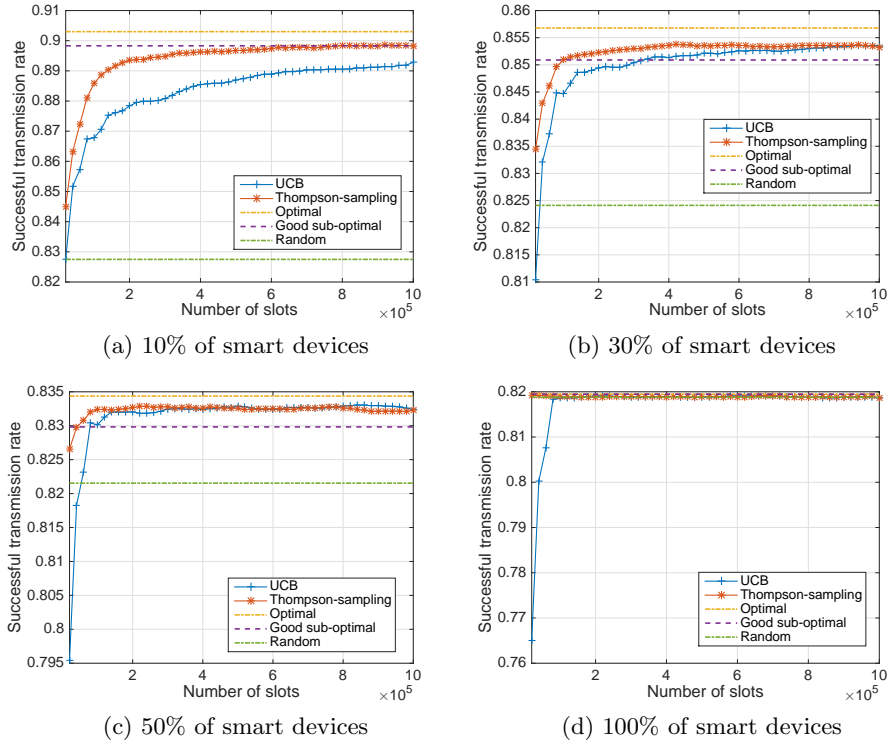 0.91
0.9
0.89
0.88
0.87
0.86
0.85
0.84
0.83
0.82
Successful transmission rate
UCB
Thompson-sampling
Optimal
Good sub-optimal
Random
2 4 6 8 10
Number of slots
×10^5
(a) 10% of smart devices
0.86
0.855
0.85
0.845
0.84
0.835
0.83
0.825
0.82
0.815
0.81
Successful transmission rate
UCB
Thompson-sampling
Optimal
Good sub-optimal
Random
2 4 6 8 10
Number of slots
×10^5
(b) 30% of smart devices
0.835
0.83
0.825
0.82
0.815
0.81
0.805
0.8
0.795
Successful transmission rate
UCB
Thompson-sampling
Optimal
Good sub-optimal
Random
2 4 6 8 10
Number of slots
×10^5
(c) 50% of smart devices
0.82
0.81
0.8
0.79
0.78
0.77
0.76
Successful transmission rate
UCB
Thompson-sampling
Optimal
Good sub-optimal
Random
2 4 6 8 10
Number of slots
×10^5
(d) 100% of smart devices